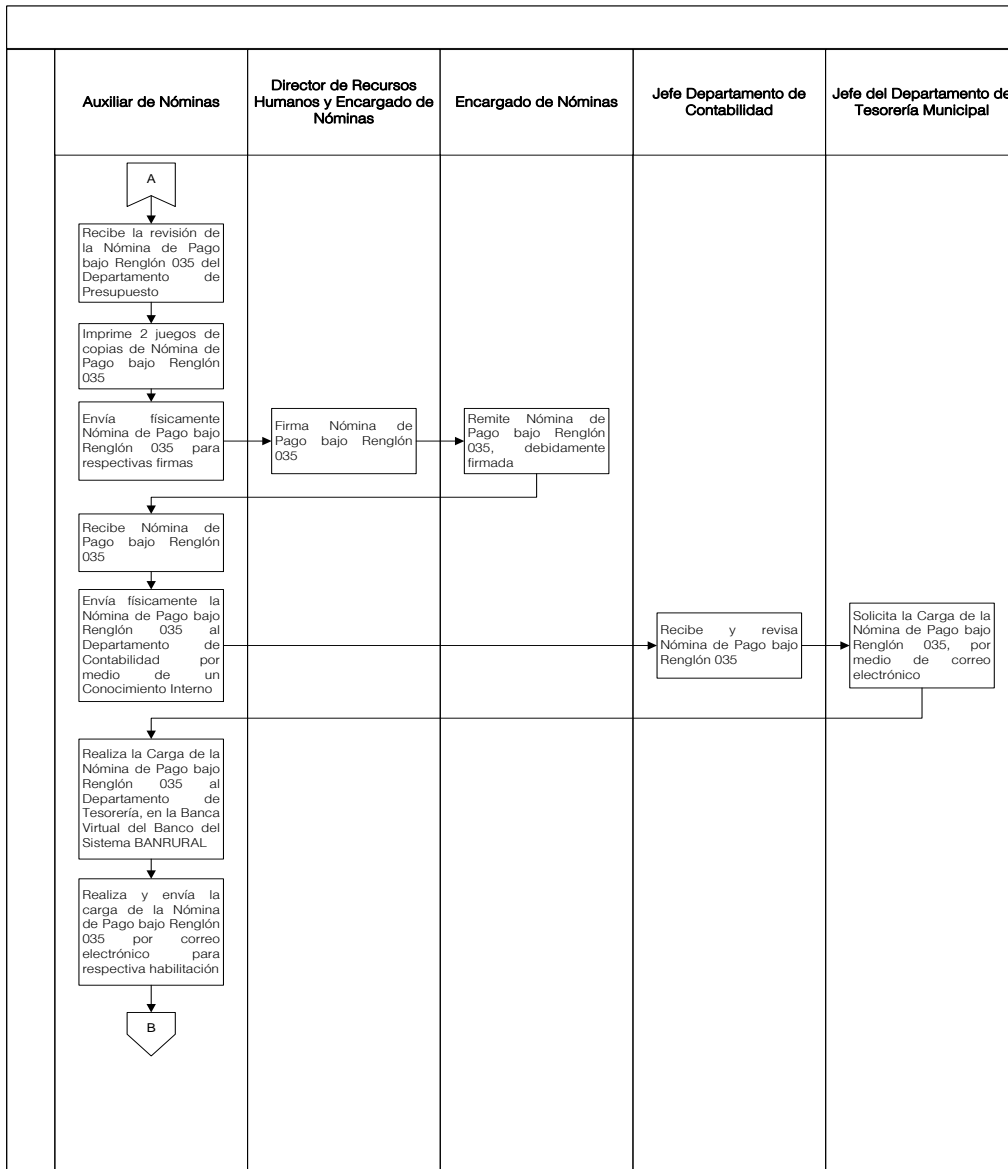 Auxiliar de Nóminas
Director de Recursos
Humanos y Encargado de
Nóminas
Encargado de Nóminas
Jefe Departamento de
Contabilidad
Jefe del Departamento de
Tesorería Municipal
A
Recibe la revisión de
la Nómina de Pago
bajo Renglón 035 del
Departamento de
Presupuesto
Imprime 2 juegos de
copias de Nómina de
Pago bajo Renglón
035
Envía físicamente
Nómina de Pago bajo
Renglón 035 para
respectivas firmas
Firma Nómina de
Pago bajo Renglón
035
Remite Nómina de
Pago bajo Renglón
035, debidamente
firmada
Recibe Nómina de
Pago bajo Renglón
035
Envía físicamente la
Nómina de Pago bajo
Renglón 035 al
Departamento de
Contabilidad por
medio de un
Conocimiento Interno
Recibe y revisa
Nómina de Pago bajo
Renglón 035
Solicita la Carga de la
Nómina de Pago bajo
Renglón 035, por
medio de correo
electrónico
Realiza la Carga de la
Nómina de Pago bajo
Renglón 035 al
Departamento de
Tesorería, en la Banca
Virtual del Banco del
Sistema BANRURAL
Realiza y envía la
carga de la Nómina
de Pago bajo Renglón
035 por correo
electrónico para
respectiva habilitación
B